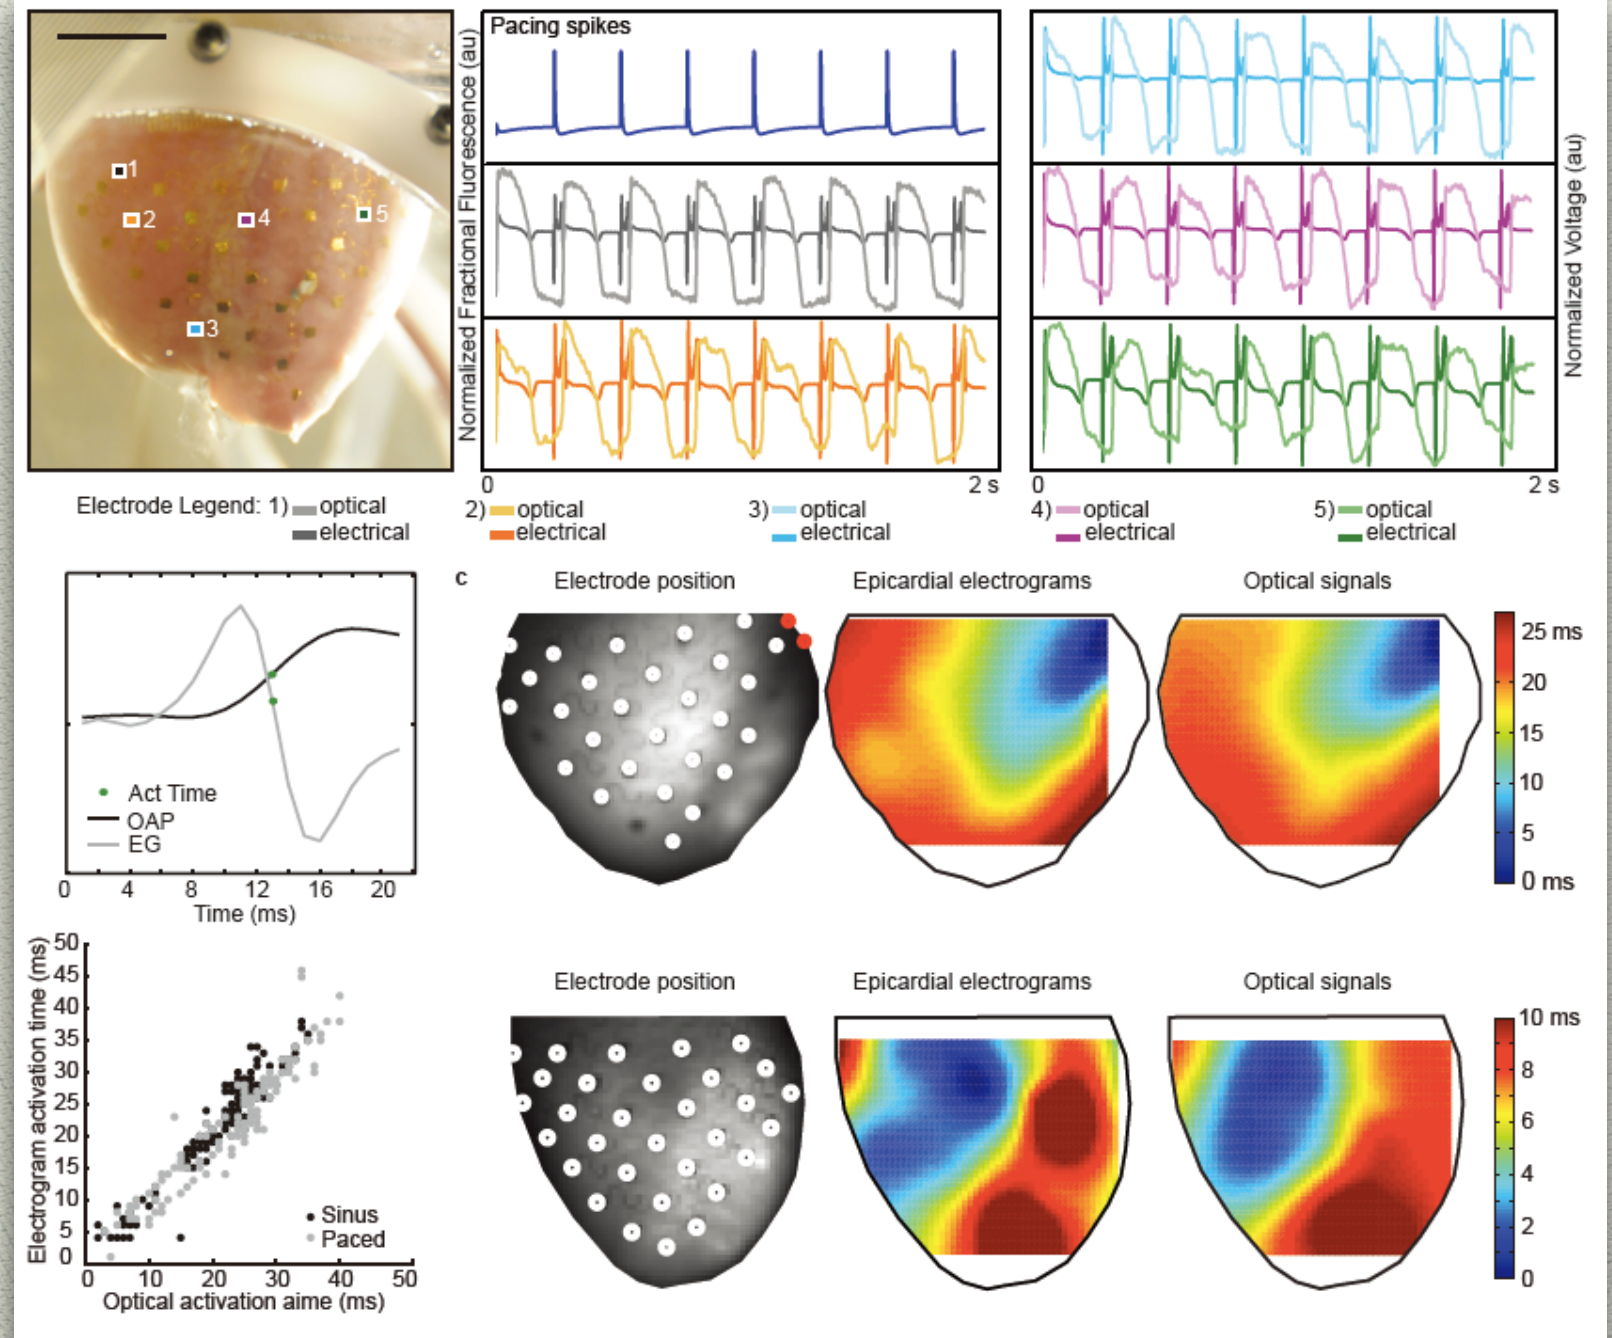 Pacing spikes
Normalized Fractional Fluorescence (au)
Normalized Voltage (au)
1
2
3
4
5
0
2 s
0
2 s
Electrode Legend: 1) optical
electrical
2) optical
electrical
3) optical
electrical
4) optical
electrical
5) optical
electrical
Act Time
OAP
EG
0 4 8 12 16 20
Time (ms)
c
Electrode position
Epicardial electrograms
Optical signals
25 ms
20
15
10
5
0 ms
Electrogram activation time (ms)
50
45
40
35
30
25
20
15
10
5
0
Sinus
Paced
0 10 20 30 40 50
Optical activation aime (ms)
Electrode position
Epicardial electrograms
Optical signals
10 ms
8
6
4
2
0